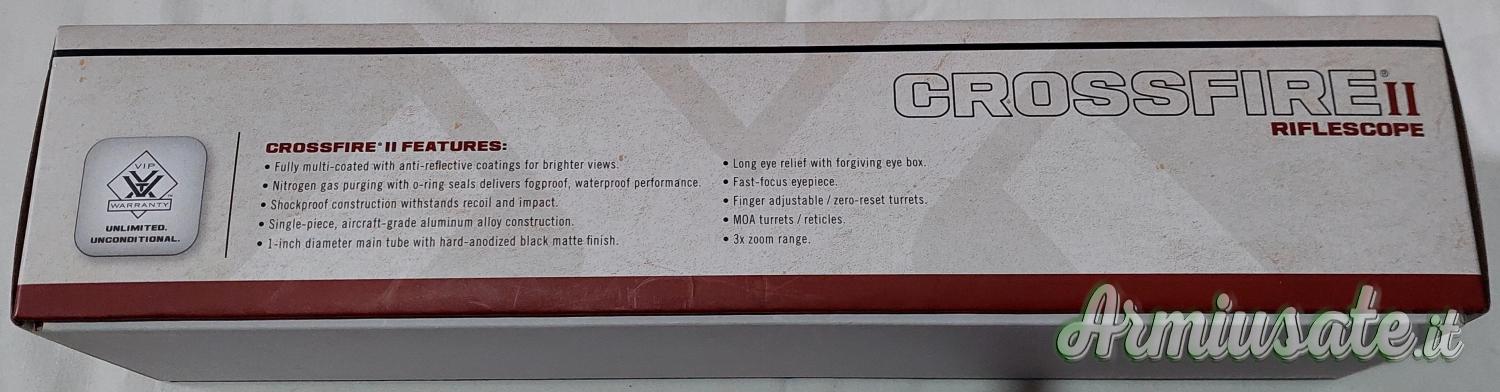 CROSSFIRE® II
RIFLESCOPE
VIP
WARRANTY
UNLIMITED.
UNCONDITIONAL.
CROSSFIRE® II FEATURES:
• Fully multi-coated with anti-reflective coatings for brighter views.
• Nitrogen gas purging with o-ring seals delivers fogproof, waterproof performance.
• Shockproof construction withstands recoil and impact.
• Single-piece, aircraft-grade aluminum alloy construction.
• 1-inch diameter main tube with hard-anodized black matte finish.
• Long eye relief with forgiving eye box.
• Fast-focus eyepiece.
• Finger adjustable / zero-reset turrets.
• MOA turrets / reticles.
• 3x zoom range.
Armiusate.it